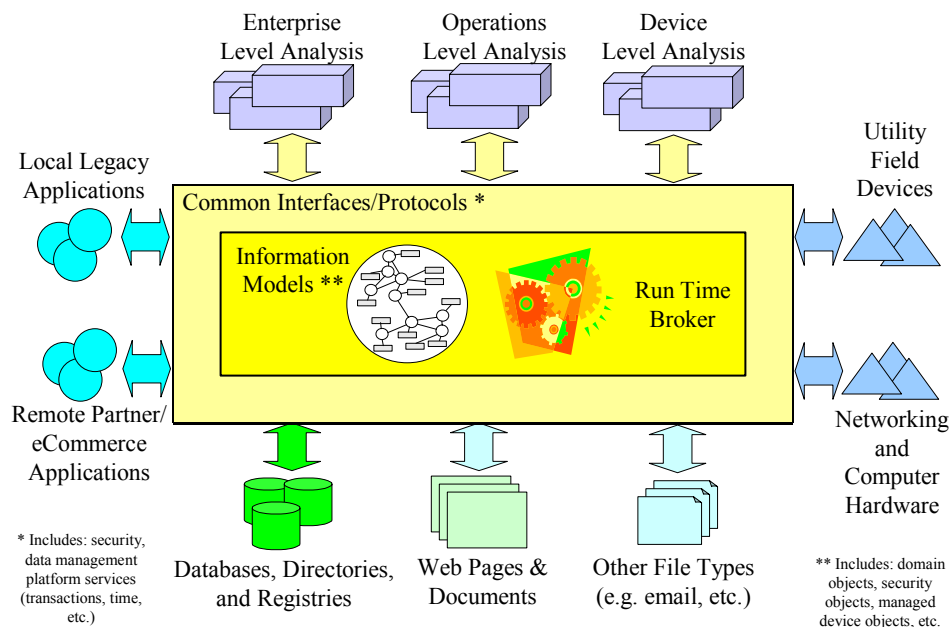 Enterprise
Level Analysis
Operations
Level Analysis
Device
Level Analysis
Local Legacy
Applications
Utility
Field
Devices
Common Interfaces/Protocols *
Information
Models **
Run Time
Broker
Remote Partner/
eCommerce
Applications
Networking
and
Computer
Hardware
Databases, Directories,
and Registries
Web Pages &
Documents
Other File Types
(e.g. email, etc.)
* Includes: security,
data management
platform services
(transactions, time,
etc.)
** Includes: domain
objects, security
objects, managed
device objects, etc.